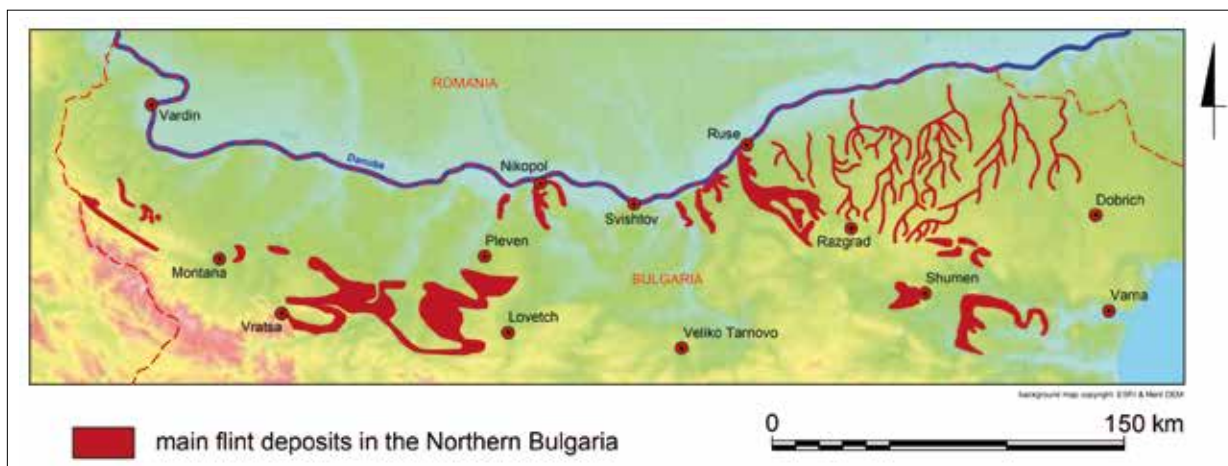 ROMANIA
Vardin
Ruse
Danube
Nikopol
Svishtov
Dobrich
Razgrad
Pleven
Montana
BULGARIA
Shumen
Varna
Vratsa
Lovetch
Veliko Tarnovo
background map copyright: ESRI & Meni DEM
main flint deposits in the Northern Bulgaria
0 150 km